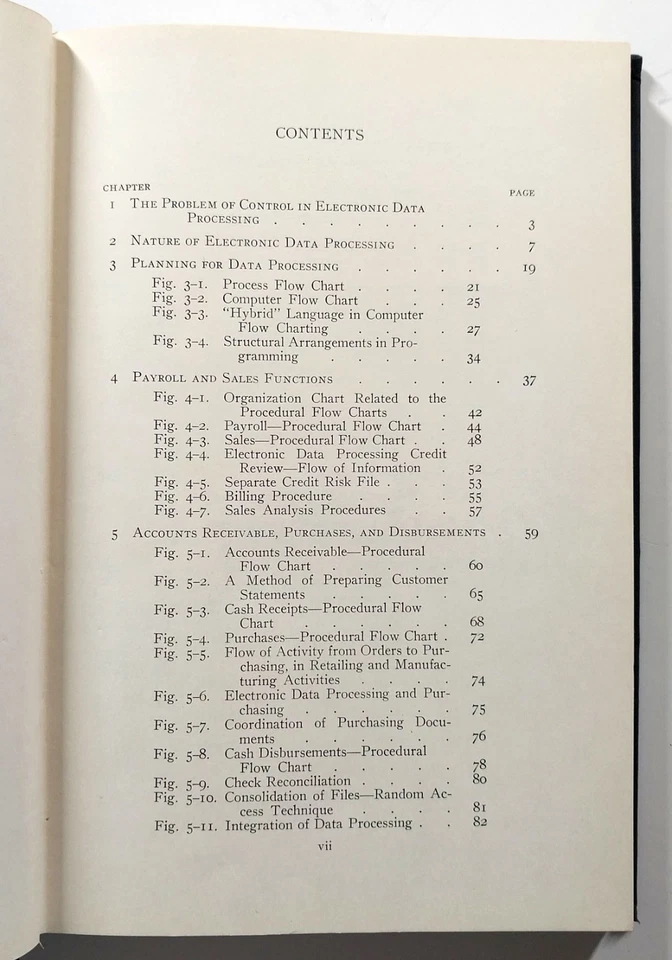 CONTENTS
CHAPTER PAGE
1 The Problem of Control in Electronic Data
Processing . . . . . . . . . 3
2 Nature of Electronic Data Processing . . . . 7
3 Planning for Data Processing . . . . . . 19
Fig. 3–1. Process Flow Chart . . . . 21
Fig. 3–2. Computer Flow Chart . . . 25
Fig. 3–3. "Hybrid" Language in Computer
Flow Charting . . . . 27
Fig. 3–4. Structural Arrangements in Pro-
gramming . . . . . 34
4 Payroll and Sales Functions . . . . . . 37
Fig. 4–1. Organization Chart Related to the
Procedural Flow Charts . . 42
Fig. 4–2. Payroll—Procedural Flow Chart . 44
Fig. 4–3. Sales—Procedural Flow Chart . . 48
Fig. 4–4. Electronic Data Processing Credit
Review—Flow of Information . 52
Fig. 4–5. Separate Credit Risk File . . . 53
Fig. 4–6. Billing Procedure . . . . 55
Fig. 4–7. Sales Analysis Procedures . . 57
5 Accounts Receivable, Purchases, and Disbursements . 59
Fig. 5–1. Accounts Receivable—Procedural
Flow Chart . . . . . 60
Fig. 5–2. A Method of Preparing Customer
Statements . . . . . 65
Fig. 5–3. Cash Receipts—Procedural Flow
Chart . . . . . . 68
Fig. 5–4. Purchases—Procedural Flow Chart . 72
Fig. 5–5. Flow of Activity from Orders to Pur-
chasing, in Retailing and Manufac-
turing Activities . . . . 74
Fig. 5–6. Electronic Data Processing and Pur-
chasing . . . . . . 75
Fig. 5–7. Coordination of Purchasing Docu-
ments . . . . . . 76
Fig. 5–8. Cash Disbursements—Procedural
Flow Chart . . . . . 78
Fig. 5–9. Check Reconciliation . . . . 80
Fig. 5–10. Consolidation of Files—Random Ac-
cess Technique . . . . 81
Fig. 5–11. Integration of Data Processing . . 82
vii